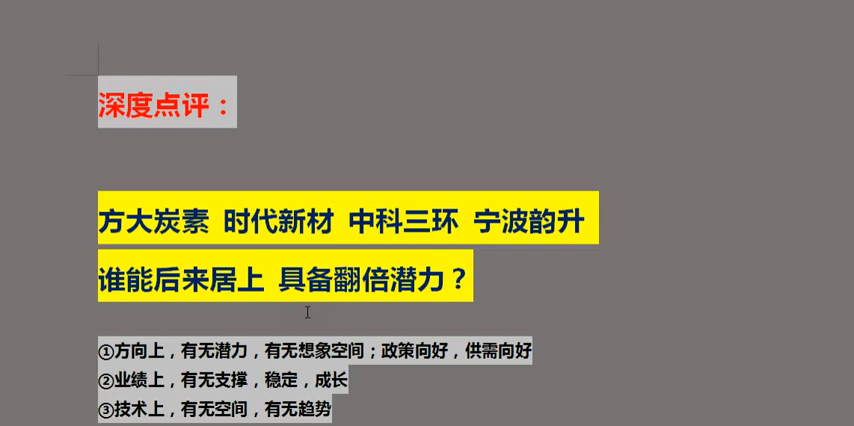 深度点评：
方大炭素 时代新材 中科三环 宁波韵升
谁能后来居上 具备翻倍潜力？
①方向上，有无潜力，有无想象空间；政策向好，供需向好
②业绩上，有无支撑，稳定，成长
③技术上，有无空间，有无趋势